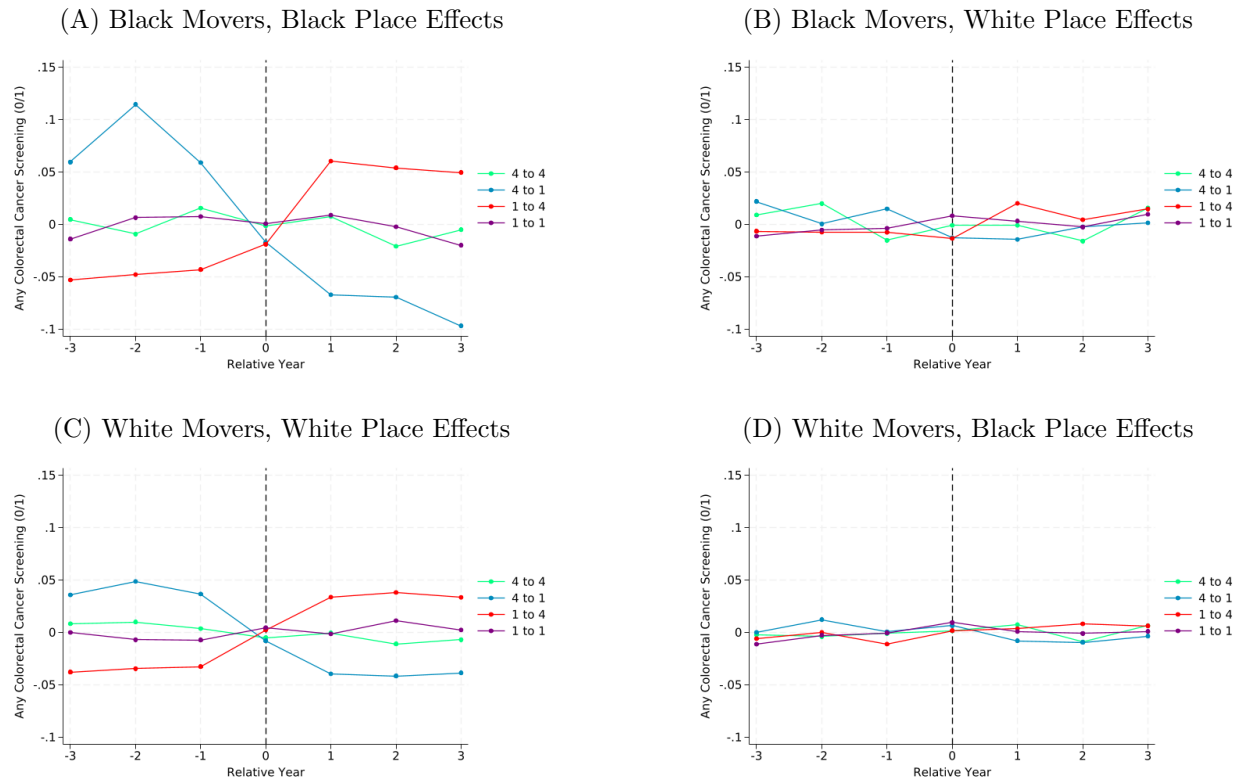 (A) Black Movers, Black Place Effects
.15
.1
.05
0
-.05
-.1
Any Colorectal Cancer Screening (0/1)
-3 -2 -1 0 1 2 3
Relative Year
4 to 4
4 to 1
1 to 4
1 to 1
(B) Black Movers, White Place Effects
.15
.1
.05
0
-.05
-.1
Any Colorectal Cancer Screening (0/1)
-3 -2 -1 0 1 2 3
Relative Year
4 to 4
4 to 1
1 to 4
1 to 1
(C) White Movers, White Place Effects
.15
.1
.05
0
-.05
-.1
Any Colorectal Cancer Screening (0/1)
-3 -2 -1 0 1 2 3
Relative Year
4 to 4
4 to 1
1 to 4
1 to 1
(D) White Movers, Black Place Effects
.15
.1
.05
0
-.05
-.1
Any Colorectal Cancer Screening (0/1)
-3 -2 -1 0 1 2 3
Relative Year
4 to 4
4 to 1
1 to 4
1 to 1